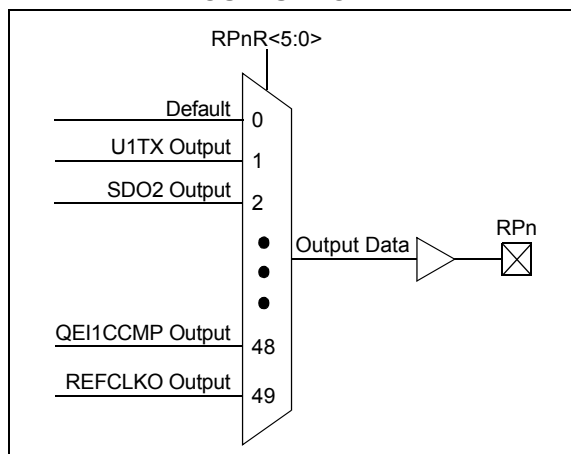 RPnR<5:0>
Default
0
U1TX Output
1
SDO2 Output
2
Output Data
RPn
QEI1CCMP Output
48
REFCLKO Output
49